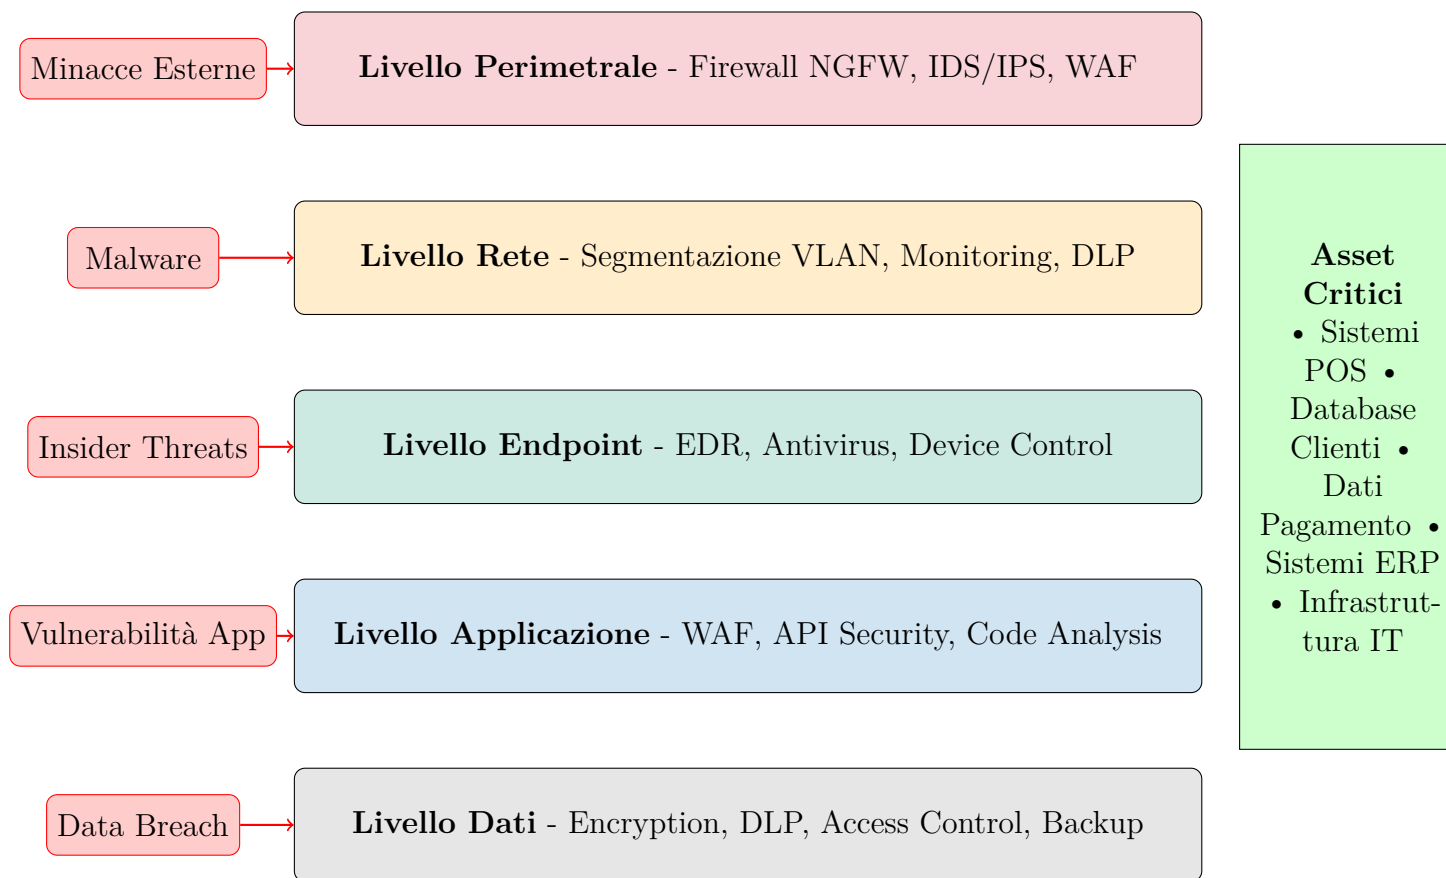 Minacce Esterne
Livello Perimetrale - Firewall NGFW, IDS/IPS, WAF
Malware
Livello Rete - Segmentazione VLAN, Monitoring, DLP
Insider Threats
Livello Endpoint - EDR, Antivirus, Device Control
Vulnerabilità App
Livello Applicazione - WAF, API Security, Code Analysis
Data Breach
Livello Dati - Encryption, DLP, Access Control, Backup
Asset
Critici
• Sistemi
POS •
Database
Clienti •
Dati
Pagamento •
Sistemi ERP
• Infrastrut-
tura IT